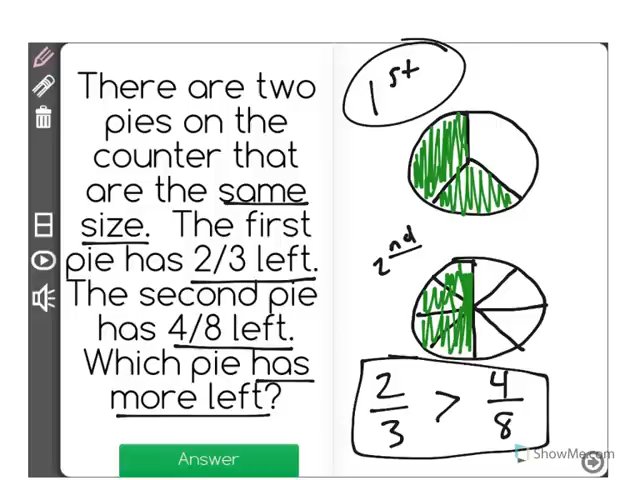 There are two
pies on the
counter that
are the same
size. The first
pie has 2/3 left.
The second pie
has 4/8 left.
Which pie has
more left?
Answer
1st
2nd
2/3 > 4/8
ShowMe.com